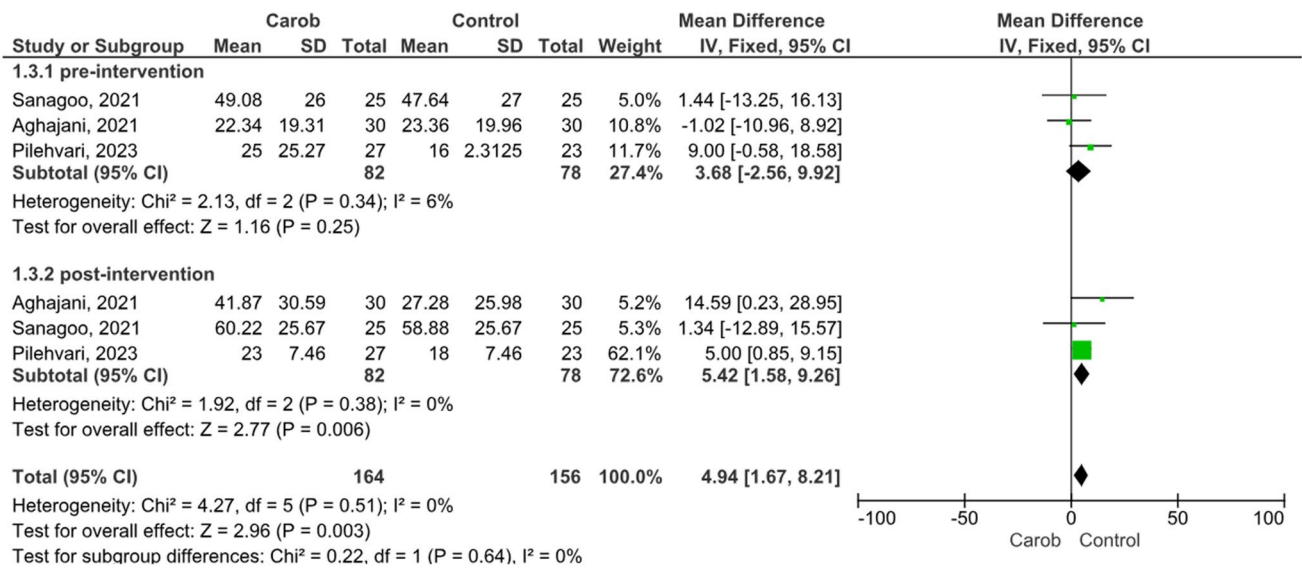 Carob Control Mean Difference Mean Difference
Study or Subgroup Mean SD Total Mean SD Total Weight IV, Fixed, 95% CI IV, Fixed, 95% CI
1.3.1 pre-intervention
Sanagoo, 2021 49.08 26 25 47.64 27 25 5.0% 1.44 [-13.25, 16.13]
Aghajani, 2021 22.34 19.31 30 23.36 19.96 30 10.8% -1.02 [-10.96, 8.92]
Pilehvari, 2023 25 25.27 27 16 2.3125 23 11.7% 9.00 [-0.58, 18.58]
Subtotal (95% CI) 82 78 27.4% 3.68 [-2.56, 9.92]
Heterogeneity: Chi² = 2.13, df = 2 (P = 0.34); I² = 6%
Test for overall effect: Z = 1.16 (P = 0.25)
1.3.2 post-intervention
Aghajani, 2021 41.87 30.59 30 27.28 25.98 30 5.2% 14.59 [0.23, 28.95]
Sanagoo, 2021 60.22 25.67 25 58.88 25.67 25 5.3% 1.34 [-12.89, 15.57]
Pilehvari, 2023 23 7.46 27 18 7.46 23 62.1% 5.00 [0.85, 9.15]
Subtotal (95% CI) 82 78 72.6% 5.42 [1.58, 9.26]
Heterogeneity: Chi² = 1.92, df = 2 (P = 0.38); I² = 0%
Test for overall effect: Z = 2.77 (P = 0.006)
Total (95% CI) 164 156 100.0% 4.94 [1.67, 8.21]
Heterogeneity: Chi² = 4.27, df = 5 (P = 0.51); I² = 0%
Test for overall effect: Z = 2.96 (P = 0.003)
Test for subgroup differences: Chi² = 0.22, df = 1 (P = 0.64), I² = 0%
-100 -50 0 50 100
Carob Control